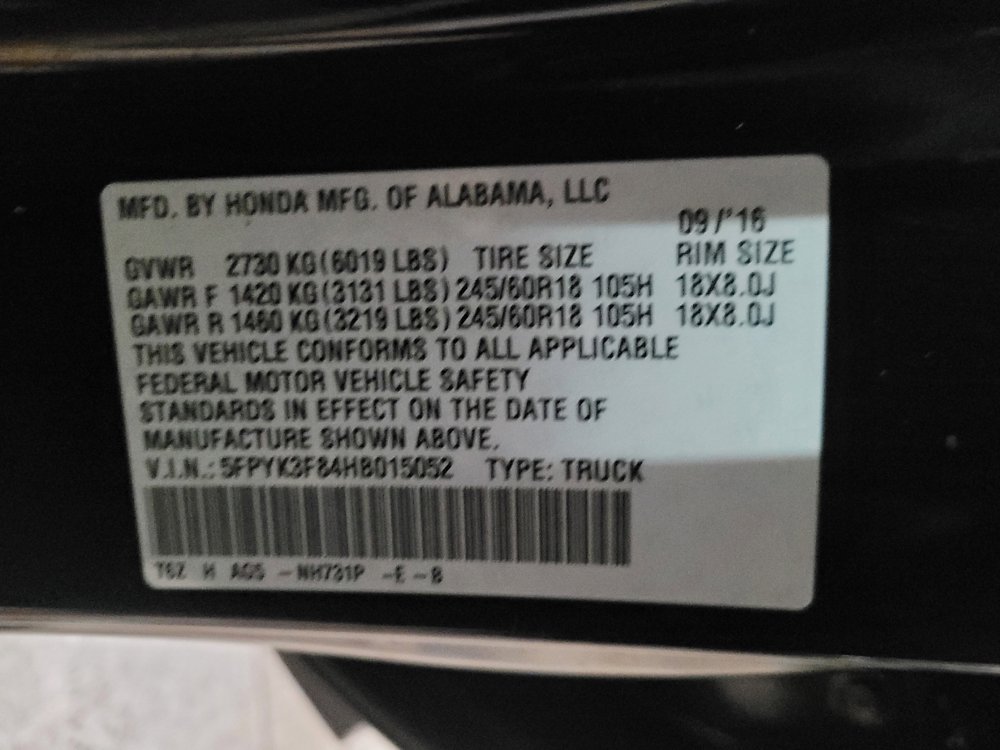 MFD. BY HONDA MFG. OF ALABAMA, LLC
09/'16
GVWR 2730 KG(6019 LBS) TIRE SIZE RIM SIZE
GAWR F 1420 KG(3131 LBS) 245/60R18 105H 18X8.0J
GAWR R 1460 KG(3219 LBS) 245/60R18 105H 18X8.0J
THIS VEHICLE CONFORMS TO ALL APPLICABLE
FEDERAL MOTOR VEHICLE SAFETY
STANDARDS IN EFFECT ON THE DATE OF
MANUFACTURE SHOWN ABOVE.
V.I.N.: 5FPYK3F84HB015052 TYPE: TRUCK
T6Z H AGS -NH731P -E -B